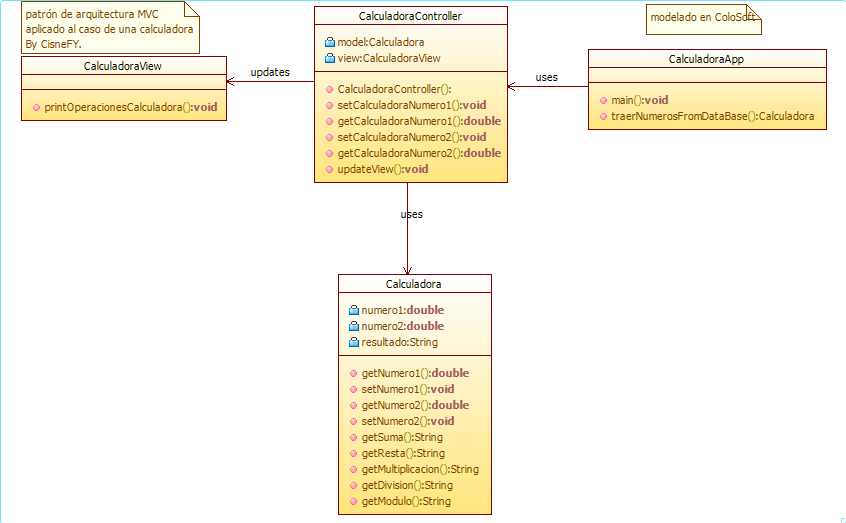 patrón de arquitectura MVC
aplicado al caso de una calculadora
By CisneFY.
CalculadoraView
printOperacionesCalculadora():void
updates
CalculadoraController
model:Calculadora
view:CalculadoraView
CalculadoraController():
setCalculadoraNumero1():void
getCalculadoraNumero1():double
setCalculadoraNumero2():void
getCalculadoraNumero2():double
updateView():void
uses
modelado en ColoSoft
CalculadoraApp
main():void
traerNumerosFromDataBase():Calculadora
uses
Calculadora
numero1:double
numero2:double
resultado:String
getNumero1():double
setNumero1():void
getNumero2():double
setNumero2():void
getSuma():String
getResta():String
getMultiplicacion():String
getDivision():String
getModulo():String